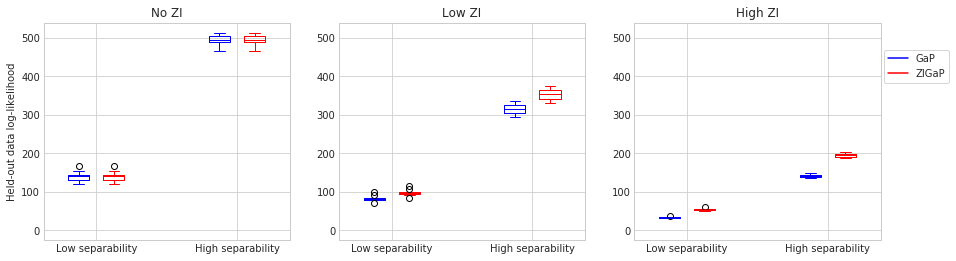 No ZI
Low ZI
High ZI
Held-out data log-likelihood
500
400
300
200
100
0
Low separability
High separability
500
400
300
200
100
0
Low separability
High separability
500
400
300
200
100
0
Low separability
High separability
GaP
ZIGaP